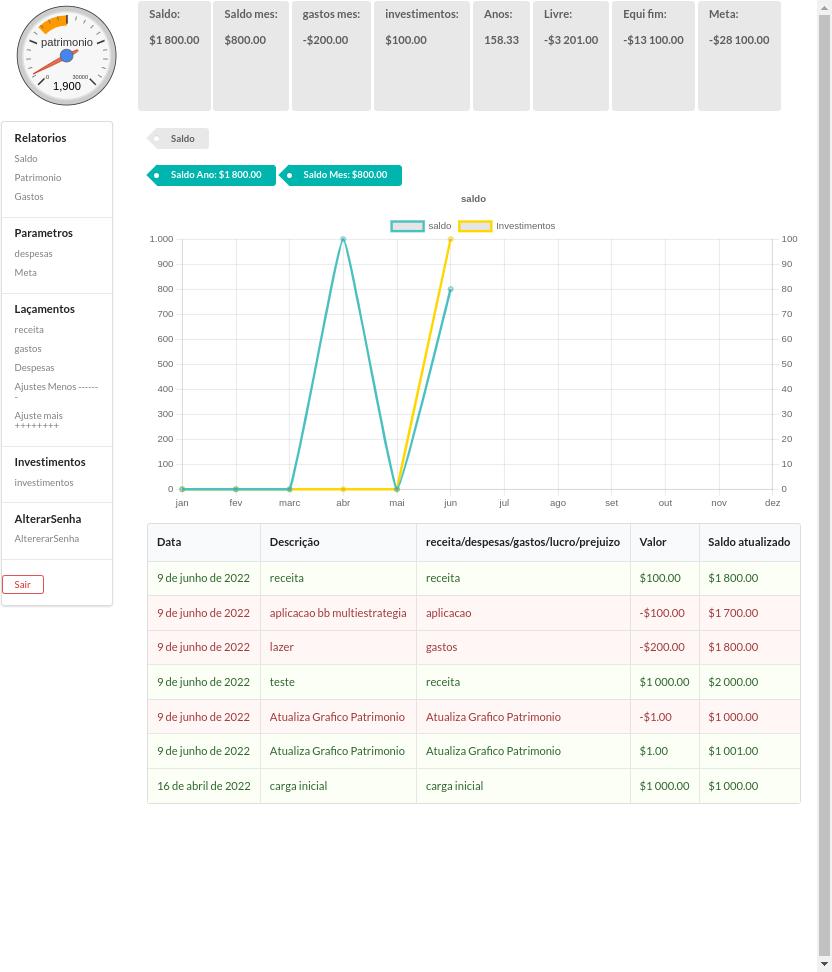 patrimonio
0 30000
1,900
Saldo: Saldo mes: gastos mes: investimentos: Anos: Livre: Equi fim: Meta:
$1 800.00 $800.00 -$200.00 $100.00 158.33 -$3 201.00 -$13 100.00 -$28 100.00
Relatorios
Saldo
Patrimonio
Gastos
Parametros
despesas
Meta
Laçamentos
receita
gastos
Despesas
Ajustes Menos ------
-
Ajuste mais
++++++++
Investimentos
investimentos
AlterarSenha
AltererarSenha
Sair
Saldo
Saldo Ano: $1 800.00 Saldo Mes: $800.00
saldo
saldo Investimentos
1.000 100
900 90
800 80
700 70
600 60
500 50
400 40
300 30
200 20
100 10
0 0
jan fev marc abr mai jun jul ago set out nov dez
Data Descrição receita/despesas/gastos/lucro/prejuizo Valor Saldo atualizado
9 de junho de 2022 receita receita $100.00 $1 800.00
9 de junho de 2022 aplicacao bb multiestrategia aplicacao -$100.00 $1 700.00
9 de junho de 2022 lazer gastos -$200.00 $1 800.00
9 de junho de 2022 teste receita $1 000.00 $2 000.00
9 de junho de 2022 Atualiza Grafico Patrimonio Atualiza Grafico Patrimonio -$1.00 $1 000.00
9 de junho de 2022 Atualiza Grafico Patrimonio Atualiza Grafico Patrimonio $1.00 $1 001.00
16 de abril de 2022 carga inicial carga inicial $1 000.00 $1 000.00